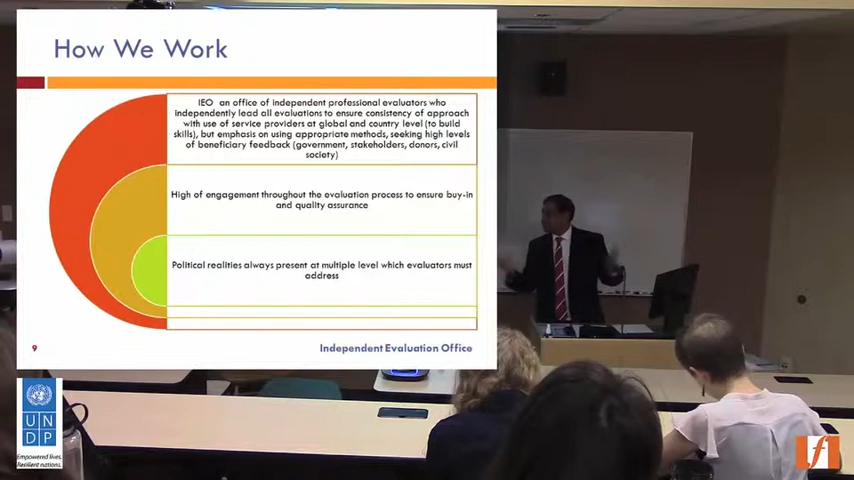 How We Work
IEO an office of independent professional evaluators who
independently lead all evaluations to ensure consistency of approach
with use of service providers at global and country level (to build
skills), but emphasis on using appropriate methods, seeking high levels
of beneficiary feedback (government, stakeholders, donors, civil
society)
High of engagement throughout the evaluation process to ensure buy-in
and quality assurance
Political realities always present at multiple level which evaluators must
address
9
Independent Evaluation Office
U N
D P
Empowered lives.
Resilient nations.
f